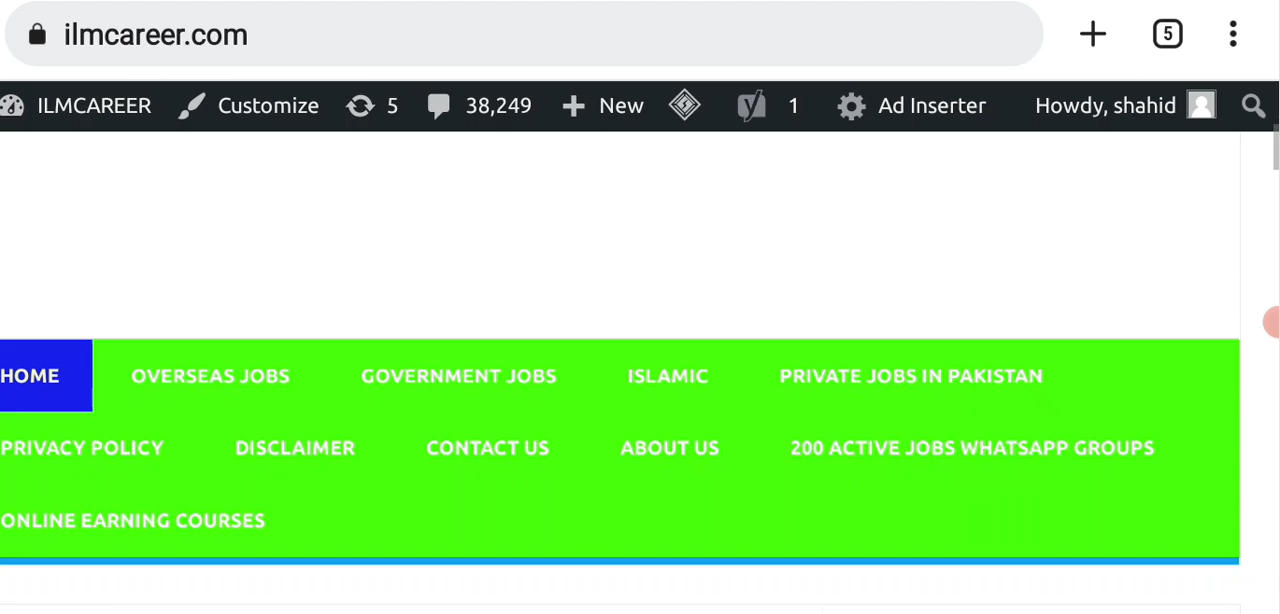 ilmcareer.com 5
ILMCAREER Customize 5 38,249 New 1 Ad Inserter Howdy, shahid
HOME OVERSEAS JOBS GOVERNMENT JOBS ISLAMIC PRIVATE JOBS IN PAKISTAN
PRIVACY POLICY DISCLAIMER CONTACT US ABOUT US 200 ACTIVE JOBS WHATSAPP GROUPS
ONLINE EARNING COURSES